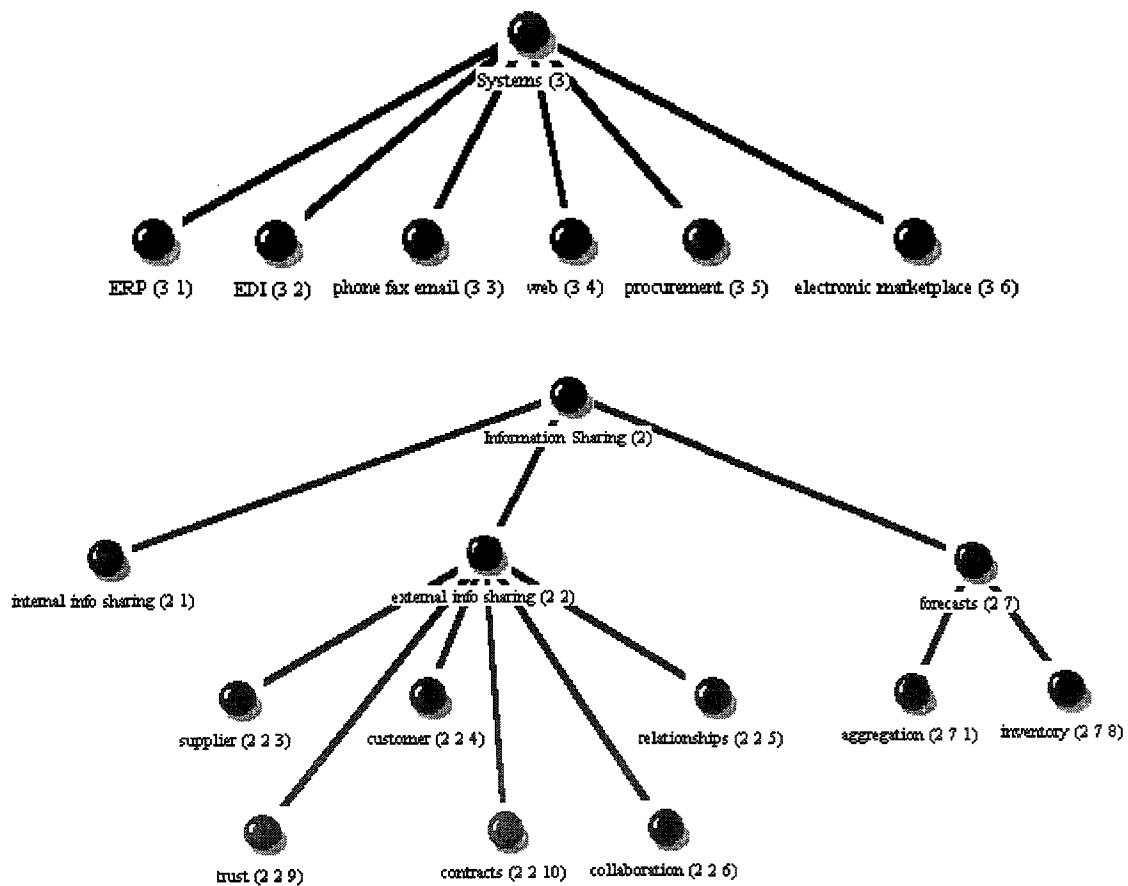 Systems (3)
ERP (3 1)
EDI (3 2)
phone fax email (3 3)
web (3 4)
procurement (3 5)
electronic marketplace (3 6)
Information Sharing (2)
internal info sharing (2 1)
external info sharing (2 2)
forecasts (2 7)
supplier (2 2 3)
customer (2 2 4)
relationships (2 2 5)
aggregation (2 7 1)
inventory (2 7 8)
trust (2 2 9)
contracts (2 2 10)
collaboration (2 2 6)